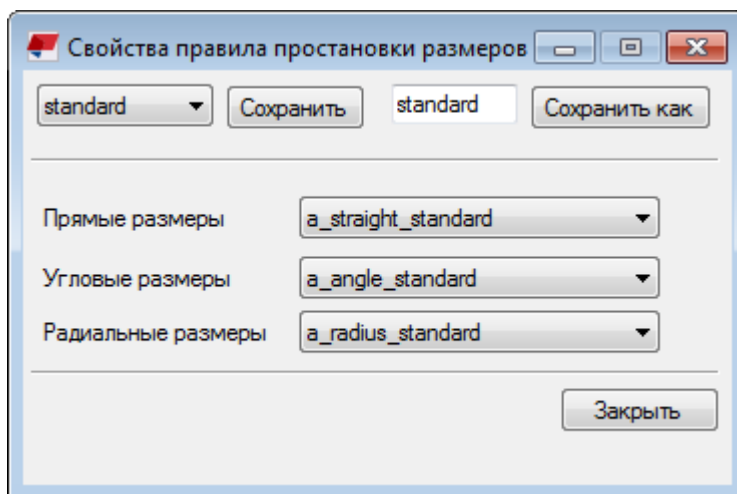 Свойства правила простановки размеров
standard Сохранить standard Сохранить как
Прямые размеры a_straight_standard
Угловые размеры a_angle_standard
Радиальные размеры a_radius_standard
Закрыть